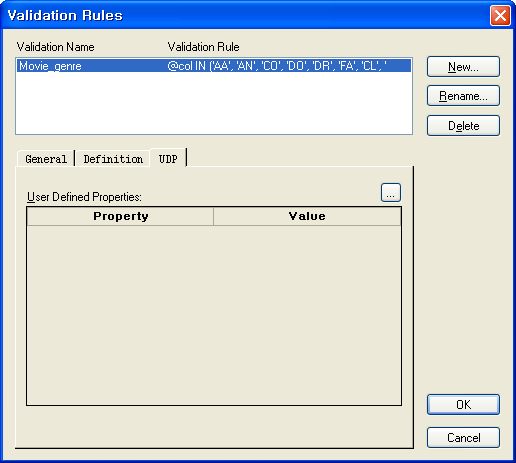 Validation Rules
Validation Name Validation Rule
Movie_genre @col IN ('AA', 'AN', 'CO', 'DO', 'DR', 'FA', 'CL', '
New...
Rename...
Delete
General Definition UDP
User Defined Properties: ...
Property Value
OK
Cancel